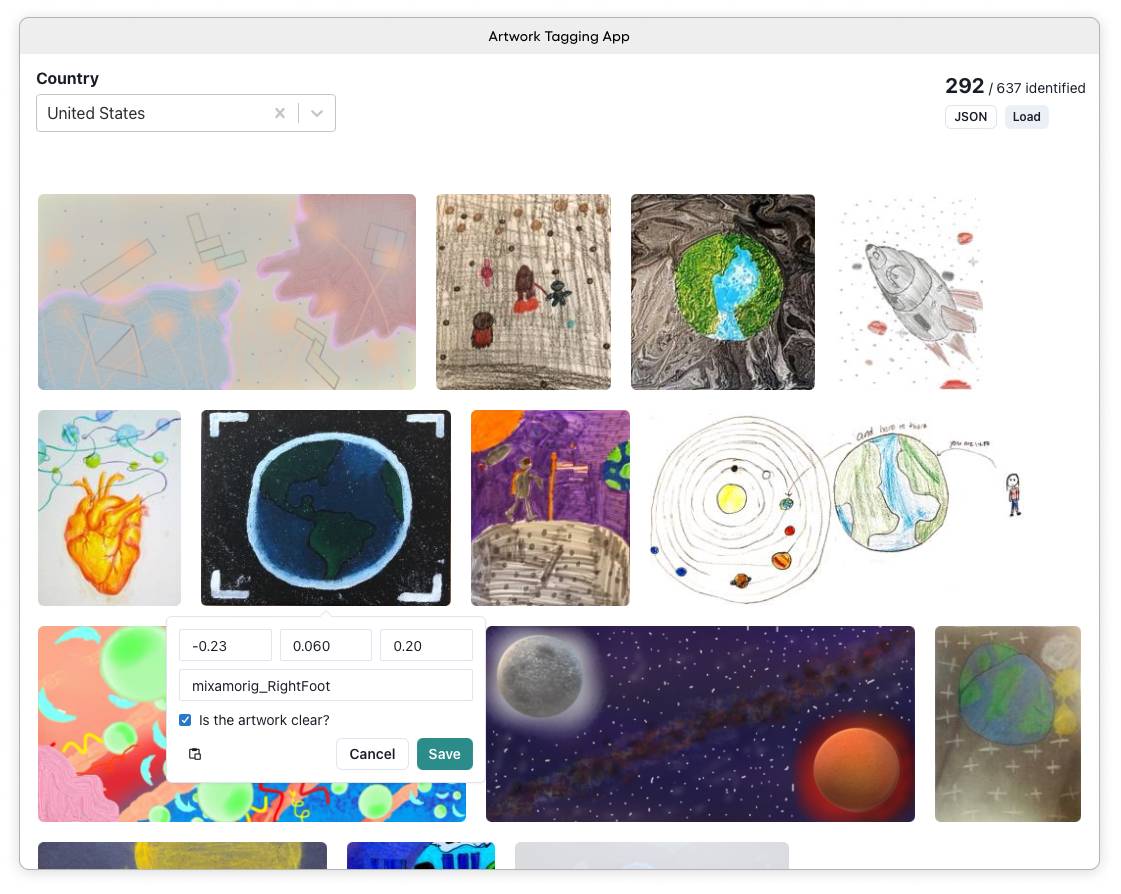 Artwork Tagging App
Country
United States
292 / 637 identified
JSON Load
and here is there
you are here
-0.23 0.060 0.20
mixamorig_RightFoot
Is the artwork clear?
Cancel Save